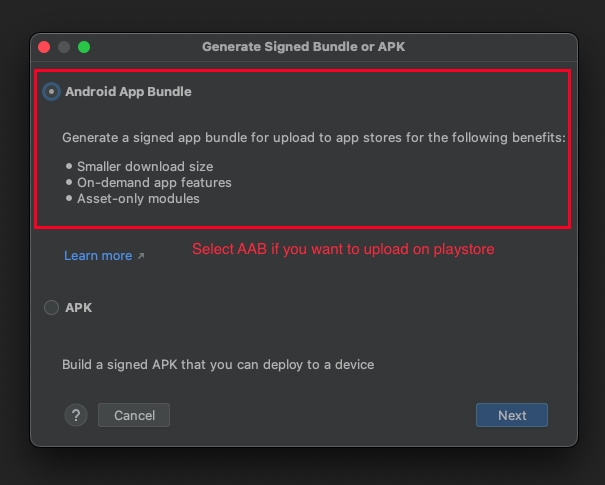 Generate Signed Bundle or APK
Android App Bundle
Generate a signed app bundle for upload to app stores for the following benefits:
• Smaller download size
• On-demand app features
• Asset-only modules
Learn more ↗
Select AAB if you want to upload on playstore
APK
Build a signed APK that you can deploy to a device
? Cancel Next